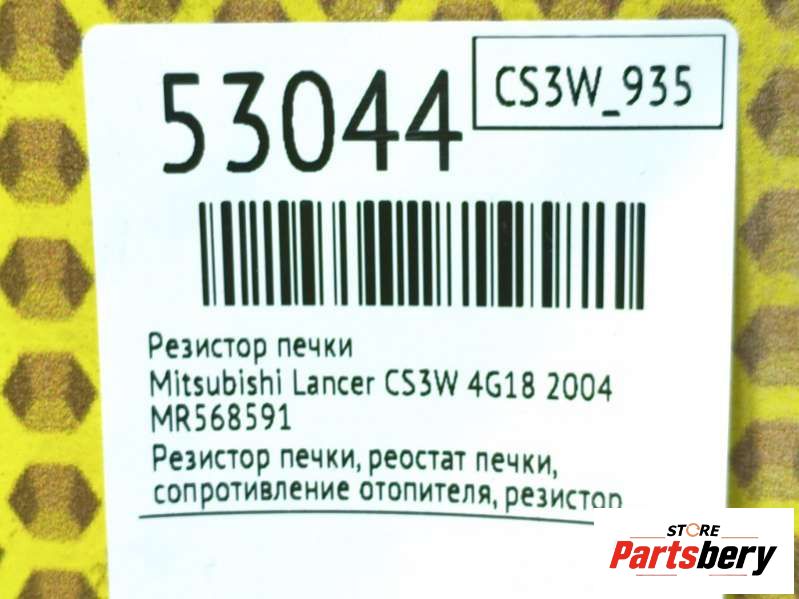 53044
CS3W_935
Резистор печки
Mitsubishi Lancer CS3W 4G18 2004
MR568591
Резистор печки, реостат печки,
сопротивление отопителя, резистор
STORE
Partsbery